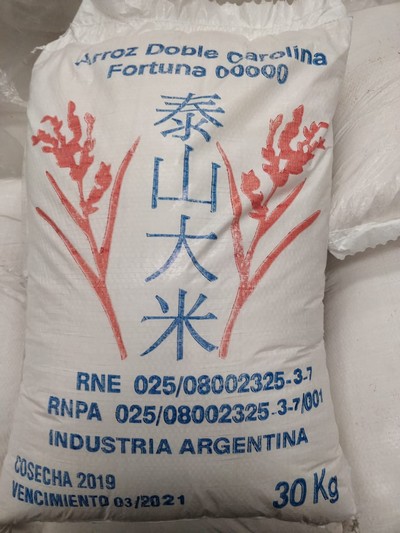 Arroz Doble Carolina
Fortuna 00000
泰山大米
RNE 025/08002325-3-7
RNPA 025/08002325-3-7/001
INDUSTRIA ARGENTINA
COSECHA 2019
VENCIMIENTO 03/2021
30 Kg